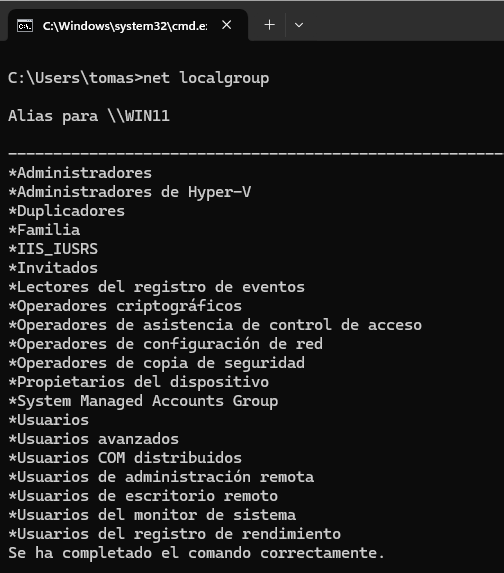 C:\Windows\system32\cmd.e:
C:\Users\tomas>net localgroup
Alias para \\WIN11
-------------------------------------------------------
*Administradores
*Administradores de Hyper-V
*Duplicadores
*Familia
*IIS_IUSRS
*Invitados
*Lectores del registro de eventos
*Operadores criptográficos
*Operadores de asistencia de control de acceso
*Operadores de configuración de red
*Operadores de copia de seguridad
*Propietarios del dispositivo
*System Managed Accounts Group
*Usuarios
*Usuarios avanzados
*Usuarios COM distribuidos
*Usuarios de administración remota
*Usuarios de escritorio remoto
*Usuarios del monitor de sistema
*Usuarios del registro de rendimiento
Se ha completado el comando correctamente.